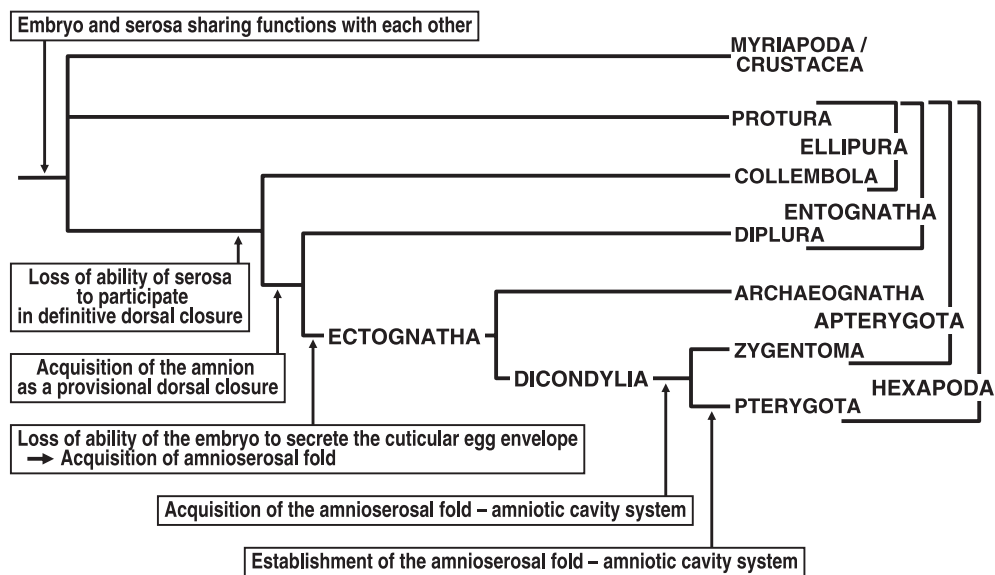 Embryo and serosa sharing functions with each other
MYRIAPODA /
CRUSTACEA
PROTURA
ELLIPURA
COLLEMBOLA
ENTOGNATHA
DIPLURA
Loss of ability of serosa
to participate
in definitive dorsal closure
ARCHAEOGNATHA
APTERYGOTA
ECTOGNATHA
ZYGENTOMA
Acquisition of the amnion
as a provisional dorsal closure
DICONDYLIA
HEXAPODA
PTERYGOTA
Loss of ability of the embryo to secrete the cuticular egg envelope
→ Acquisition of amnioserosal fold
Acquisition of the amnioserosal fold – amniotic cavity system
Establishment of the amnioserosal fold – amniotic cavity system